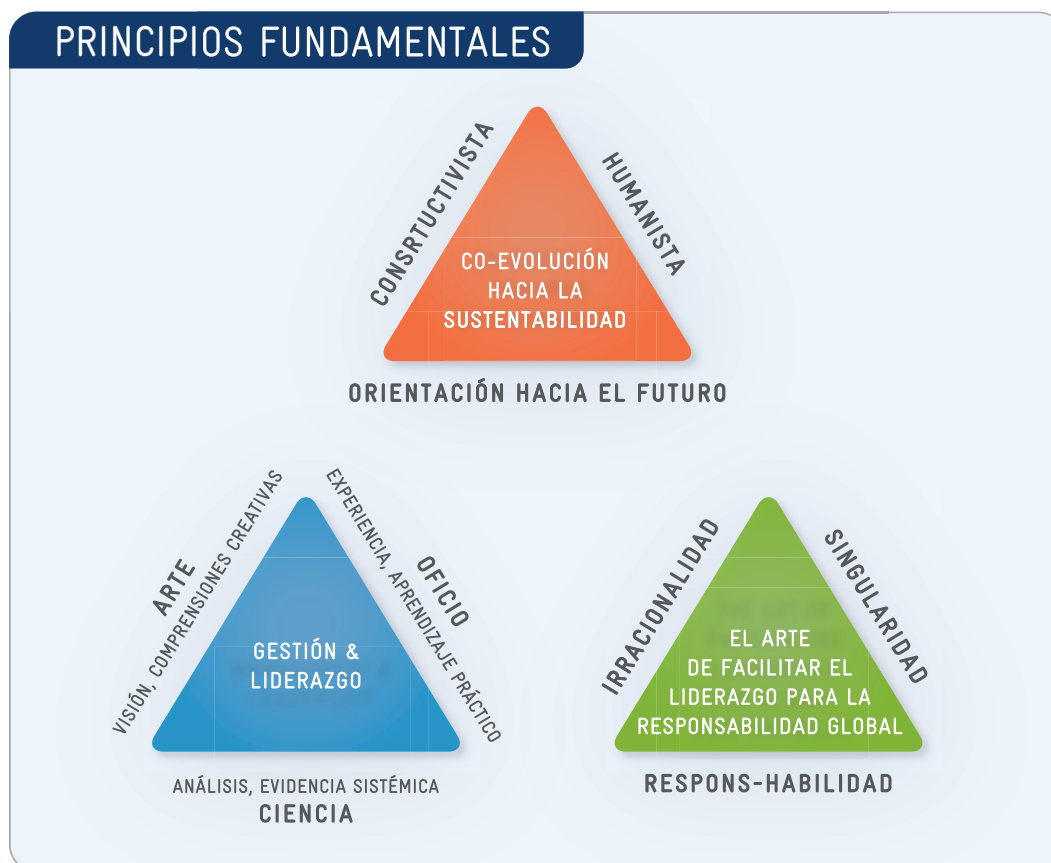 PRINCIPIOS FUNDAMENTALES
CONSRTUCTIVISTA
HUMANISTA
CO-EVOLUCIÓN
HACIA LA
SUSTENTABILIDAD
ORIENTACIÓN HACIA EL FUTURO
ARTE
VISIÓN, COMPRENSIONES CREATIVAS
EXPERIENCIA, APRENDIZAJE PRÁCTICO
OFICIO
GESTIÓN &
LIDERAZGO
ANÁLISIS, EVIDENCIA SISTÉMICA
CIENCIA
IRRACIONALIDAD
SINGULARIDAD
EL ARTE
DE FACILITAR EL
LIDERAZGO PARA LA
RESPONSABILIDAD GLOBAL
RESPONS-HABILIDAD